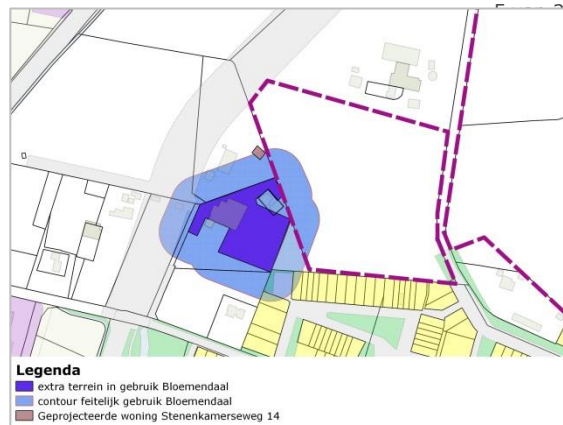 Legenda
extra terrein in gebruik Bloemendaal
contour feitelijk gebruik Bloemendaal
Geprojecteerde woning Stenenkamerseweg 14